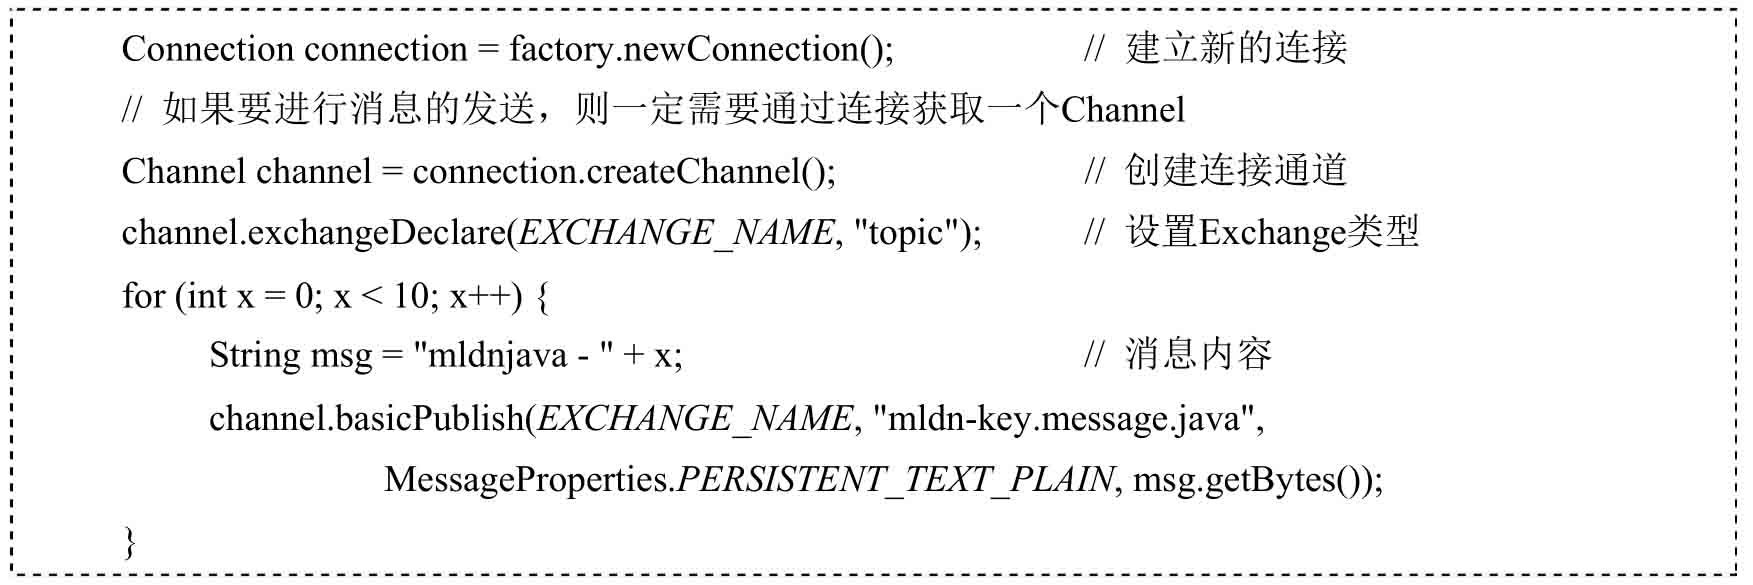 Connection connection = factory.newConnection(); // 建立新的连接
// 如果要进行消息的发送，则一定需要通过连接获取一个Channel
Channel channel = connection.createChannel(); // 创建连接通道
channel.exchangeDeclare(EXCHANGE_NAME, "topic"); // 设置Exchange类型
for (int x = 0; x < 10; x++) {
String msg = "mldnjava - " + x; // 消息内容
channel.basicPublish(EXCHANGE_NAME, "mldn-key.message.java",
MessageProperties.PERSISTENT_TEXT_PLAIN, msg.getBytes());
}